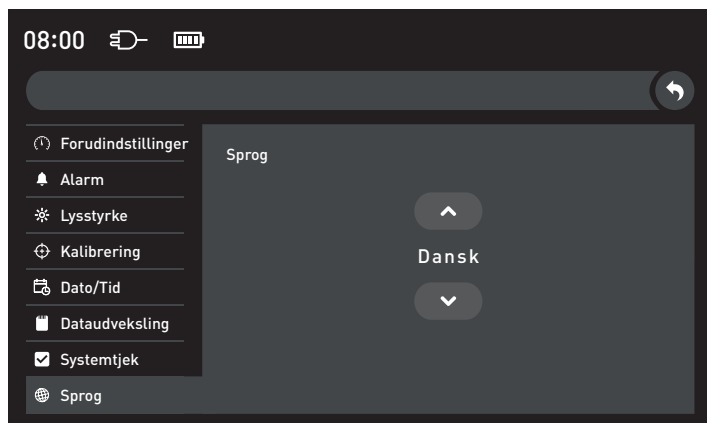 08:00
Forudindstillinger
Alarm
Lysstyrke
Kalibrering
Dato/Tid
Dataudveksling
Systemtjek
Sprog
Sprog
Dansk